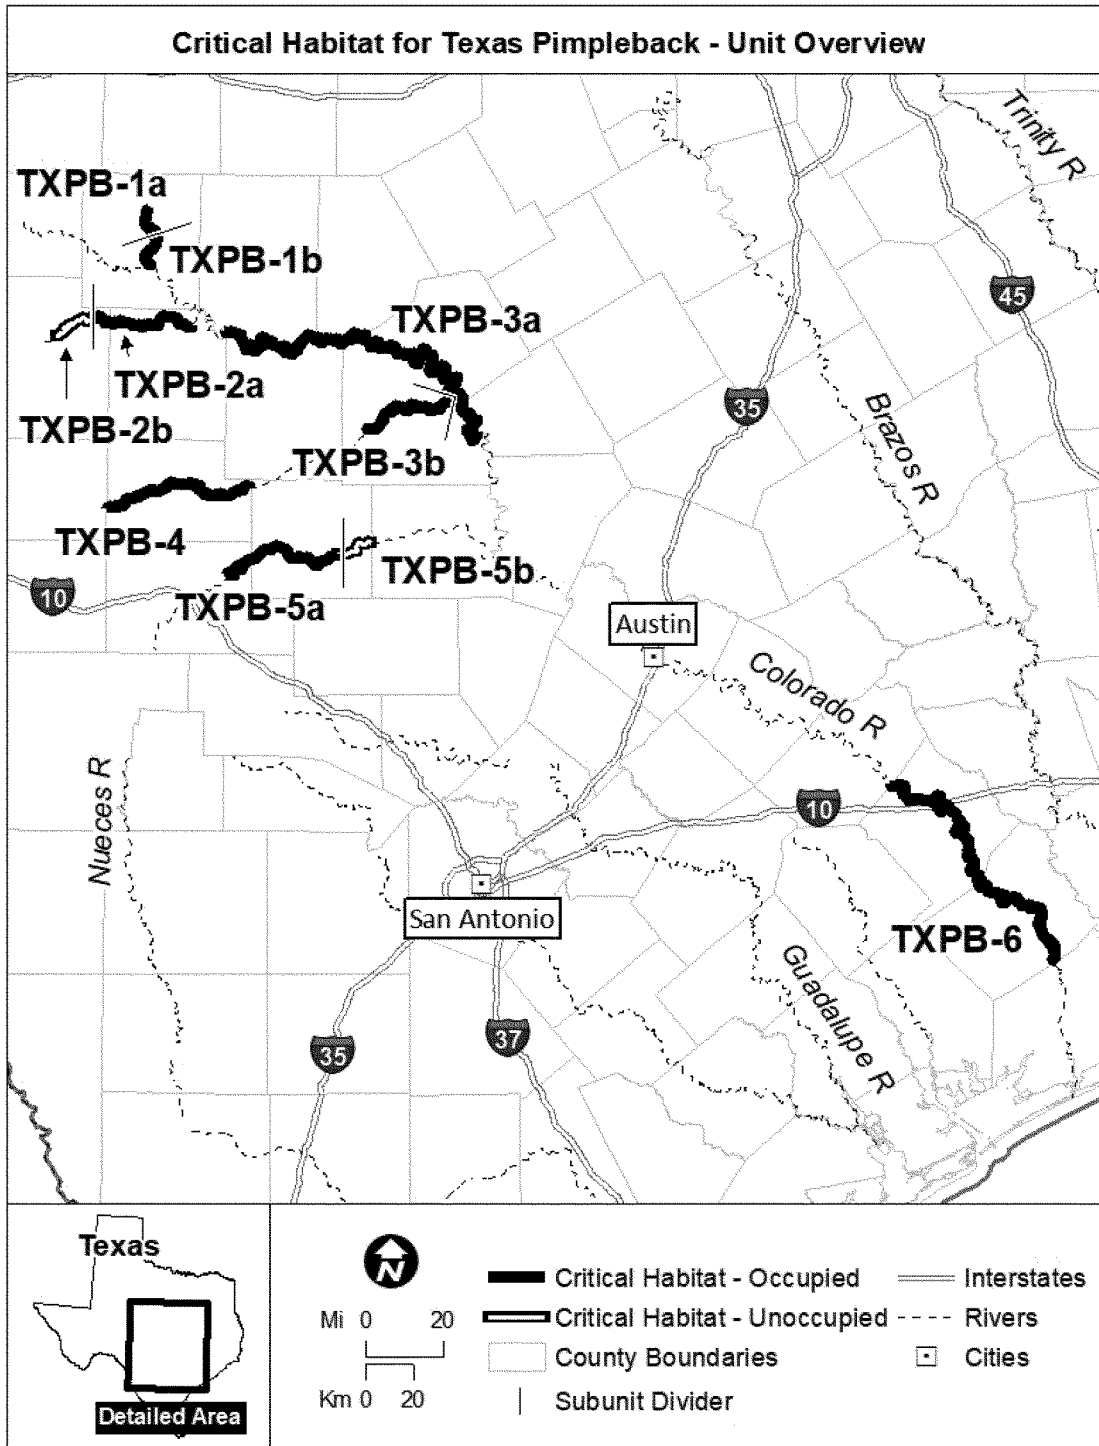 Critical Habitat for Texas Pimpleback - Unit Overview
Trinity R
TXPB-1a
TXPB-1b
45
TXPB-3a
TXPB-2a
35
TXPB-2b
Brazos R
TXPB-3b
TXPB-4
TXPB-5b
10
TXPB-5a
Austin
Colorado R
Nueces R
10
San Antonio
TXPB-6
Guadalupe R
35
37
Texas
Detailed Area
N
Mi 0 20
Km 0 20
Critical Habitat - Occupied
Critical Habitat - Unoccupied
County Boundaries
Subunit Divider
Interstates
Rivers
Cities